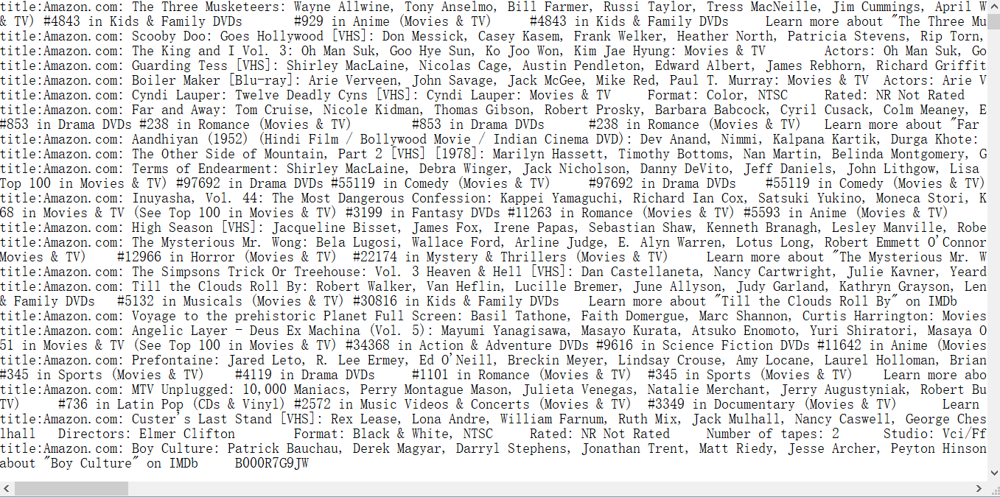 title:Amazon.com: The Three Musketeers: Wayne Allwine, Tony Anselmo, Bill Farmer, Russi Taylor, Tress MacNeille, Jim Cummings, April W
& TV) #4843 in Kids & Family DVDs #929 in Anime (Movies & TV) #4843 in Kids & Family DVDs Learn more about "The Three Mu
title:Amazon.com: Scooby Doo: Goes Hollywood [VHS]: Don Messick, Casey Kasem, Frank Welker, Heather North, Patricia Stevens, Rip Torn,
title:Amazon.com: The King and I Vol. 3: Oh Man Suk, Goo Hye Sun, Ko Joo Won, Kim Jae Hyung: Movies & TV Actors: Oh Man Suk, Go
title:Amazon.com: Guarding Tess [VHS]: Shirley MacLaine, Nicolas Cage, Austin Pendleton, Edward Albert, James Rebhorn, Richard Griffit
title:Amazon.com: Boiler Maker [Blu-ray]: Arie Verveen, John Savage, Jack McGee, Mike Red, Paul T. Murray: Movies & TV Actors: Arie V
title:Amazon.com: Cyndi Lauper: Twelve Deadly Cyns [VHS]: Cyndi Lauper: Movies & TV Format: Color, NTSC Rated: NR Not Rated
title:Amazon.com: Far and Away: Tom Cruise, Nicole Kidman, Thomas Gibson, Robert Prosky, Barbara Babcock, Cyril Cusack, Colm Meaney, E
#853 in Drama DVDs #238 in Romance (Movies & TV) #853 in Drama DVDs #238 in Romance (Movies & TV) Learn more about "Far
title:Amazon.com: Aandhiyan (1952) (Hindi Film / Bollywood Movie / Indian Cinema DVD): Dev Anand, Nimmi, Kalpana Kartik, Durga Khote:
title:Amazon.com: The Other Side of Mountain, Part 2 [VHS] [1978]: Marilyn Hassett, Timothy Bottoms, Nan Martin, Belinda Montgomery, G
title:Amazon.com: Terms of Endearment: Shirley MacLaine, Debra Winger, Jack Nicholson, Danny DeVito, Jeff Daniels, John Lithgow, Lisa
Top 100 in Movies & TV) #97692 in Drama DVDs #55119 in Comedy (Movies & TV) #97692 in Drama DVDs #55119 in Comedy (Movies & TV)
title:Amazon.com: Inuyasha, Vol. 44: The Most Dangerous Confession: Kappei Yamaguchi, Richard Ian Cox, Satsuki Yukino, Moneca Stori, K
68 in Movies & TV (See Top 100 in Movies & TV) #3199 in Fantasy DVDs #11263 in Romance (Movies & TV) #5593 in Anime (Movies & TV)
title:Amazon.com: High Season [VHS]: Jacqueline Bisset, James Fox, Irene Papas, Sebastian Shaw, Kenneth Branagh, Lesley Manville, Robe
title:Amazon.com: The Mysterious Mr. Wong: Bela Lugosi, Wallace Ford, Arline Judge, E. Alyn Warren, Lotus Long, Robert Emmett O'Connor
Movies & TV) #12966 in Horror (Movies & TV) #22174 in Mystery & Thrillers (Movies & TV) Learn more about "The Mysterious Mr. W
title:Amazon.com: The Simpsons Trick Or Treehouse: Vol. 3 Heaven & Hell [VHS]: Dan Castellaneta, Nancy Cartwright, Julie Kavner, Yeard
title:Amazon.com: Till the Clouds Roll By: Robert Walker, Van Heflin, Lucille Bremer, June Allyson, Judy Garland, Kathryn Grayson, Len
& Family DVDs #5132 in Musicals (Movies & TV) #30816 in Kids & Family DVDs Learn more about "Till the Clouds Roll By" on IMDb
title:Amazon.com: Voyage to the prehistoric Planet Full Screen: Basil Tathone, Faith Domergue, Marc Shannon, Curtis Harrington: Movies
title:Amazon.com: Angelic Layer - Deus Ex Machina (Vol. 5): Mayumi Yanagisawa, Masayo Kurata, Atsuko Enomoto, Yuri Shiratori, Masaya O
51 in Movies & TV (See Top 100 in Movies & TV) #34368 in Action & Adventure DVDs #9616 in Science Fiction DVDs #11642 in Anime (Movies
title:Amazon.com: Prefontaine: Jared Leto, R. Lee Ermey, Ed O'Neill, Breckin Meyer, Lindsay Crouse, Amy Locane, Laurel Holloman, Brian
#345 in Sports (Movies & TV) #4119 in Drama DVDs #1101 in Romance (Movies & TV) #345 in Sports (Movies & TV) Learn more abo
title:Amazon.com: MTV Unplugged: 10,000 Maniacs, Perry Montague Mason, Julieta Venegas, Natalie Merchant, Jerry Augustyniak, Robert Bu
TV) #736 in Latin Pop (CDs & Vinyl) #2572 in Music Videos & Concerts (Movies & TV) #3349 in Documentary (Movies & TV) Learn
title:Amazon.com: Custer's Last Stand [VHS]: Rex Lease, Lona Andre, William Farnum, Ruth Mix, Jack Mulhall, Nancy Caswell, George Ches
lhall Directors: Elmer Clifton Format: Black & White, NTSC Rated: NR Not Rated Number of tapes: 2 Studio: Vci/Ff
title:Amazon.com: Boy Culture: Patrick Bauchau, Derek Magyar, Darryl Stephens, Jonathan Trent, Matt Riedy, Jesse Archer, Peyton Hinson
about "Boy Culture" on IMDb B000R7G9JW